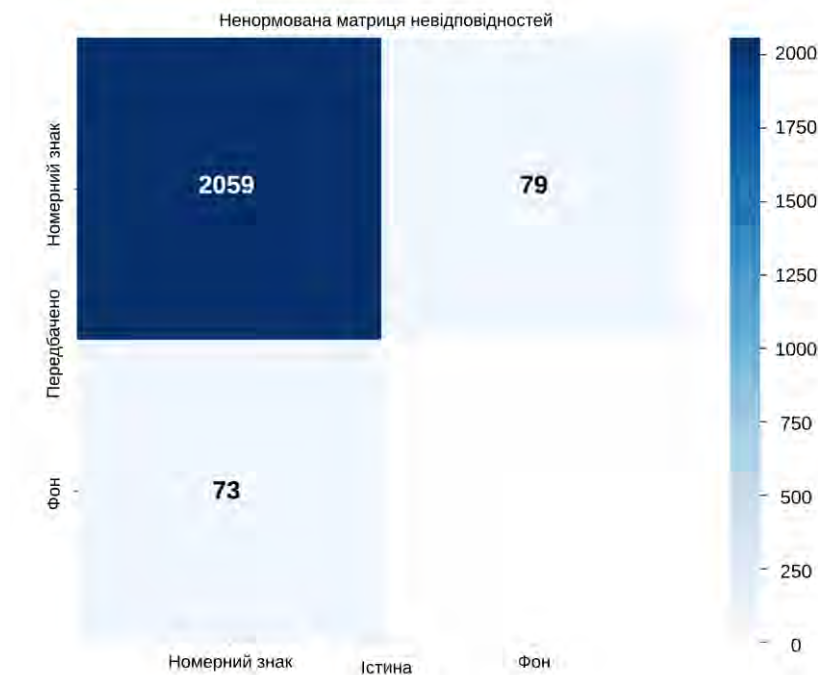 Ненормована матриця невідповідностей
Номерний знак
2059
79
Передбачено
Фон
73
Номерний знак
Істина
Фон
2000
1750
1500
1250
1000
750
500
250
0